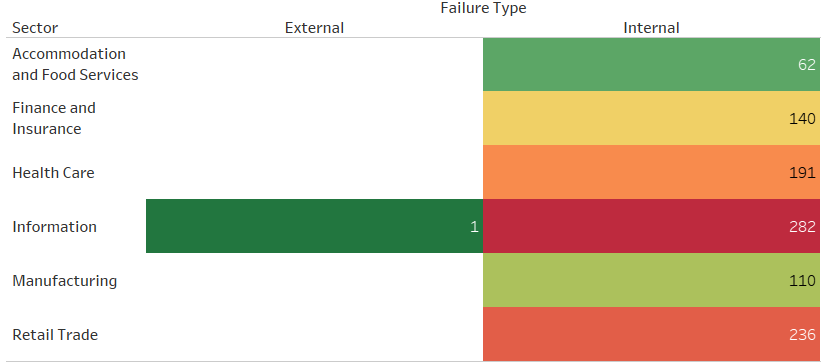 Failure Type
Sector External Internal
Accommodation
and Food Services 62
Finance and
Insurance 140
Health Care 191
Information 1 282
Manufacturing 110
Retail Trade 236